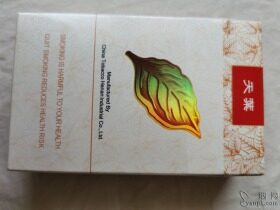 天葉
Manufactured By
China Tobacco Henan Industrial Co., Ltd.
SMOKING IS HARMFUL TO YOUR HEALTH
QUIT SMOKING REDUCES HEALTH RISK